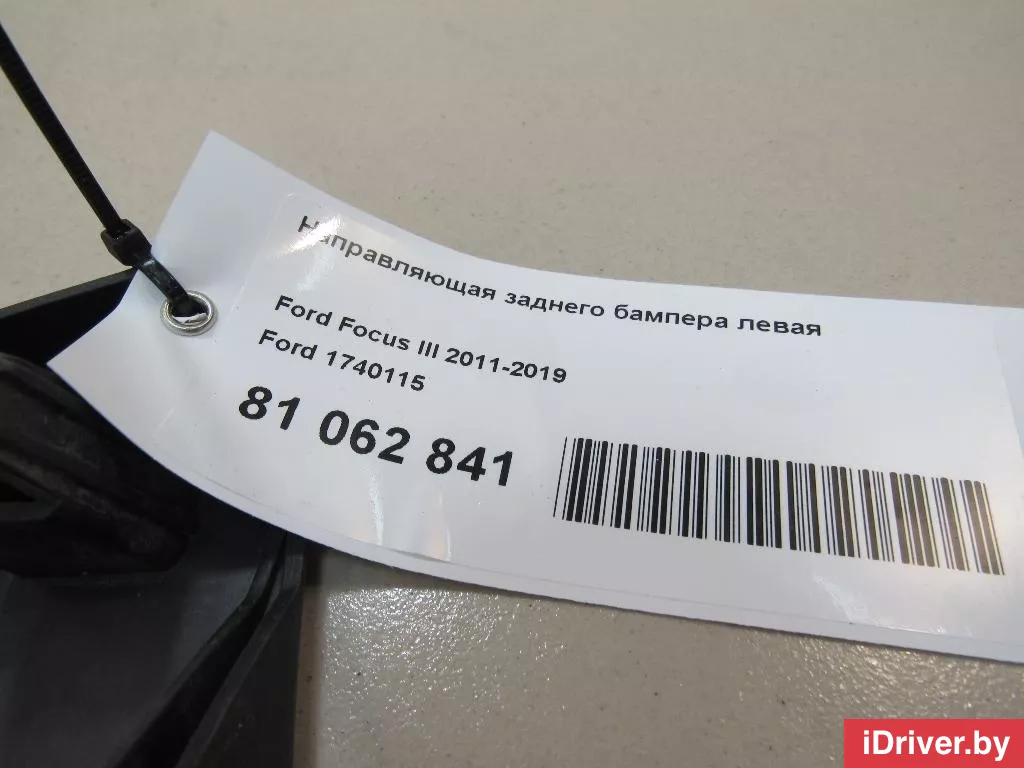 Направляющая заднего бампера левая
Ford Focus III 2011-2019
Ford 1740115
81 062 841
iDriver.by